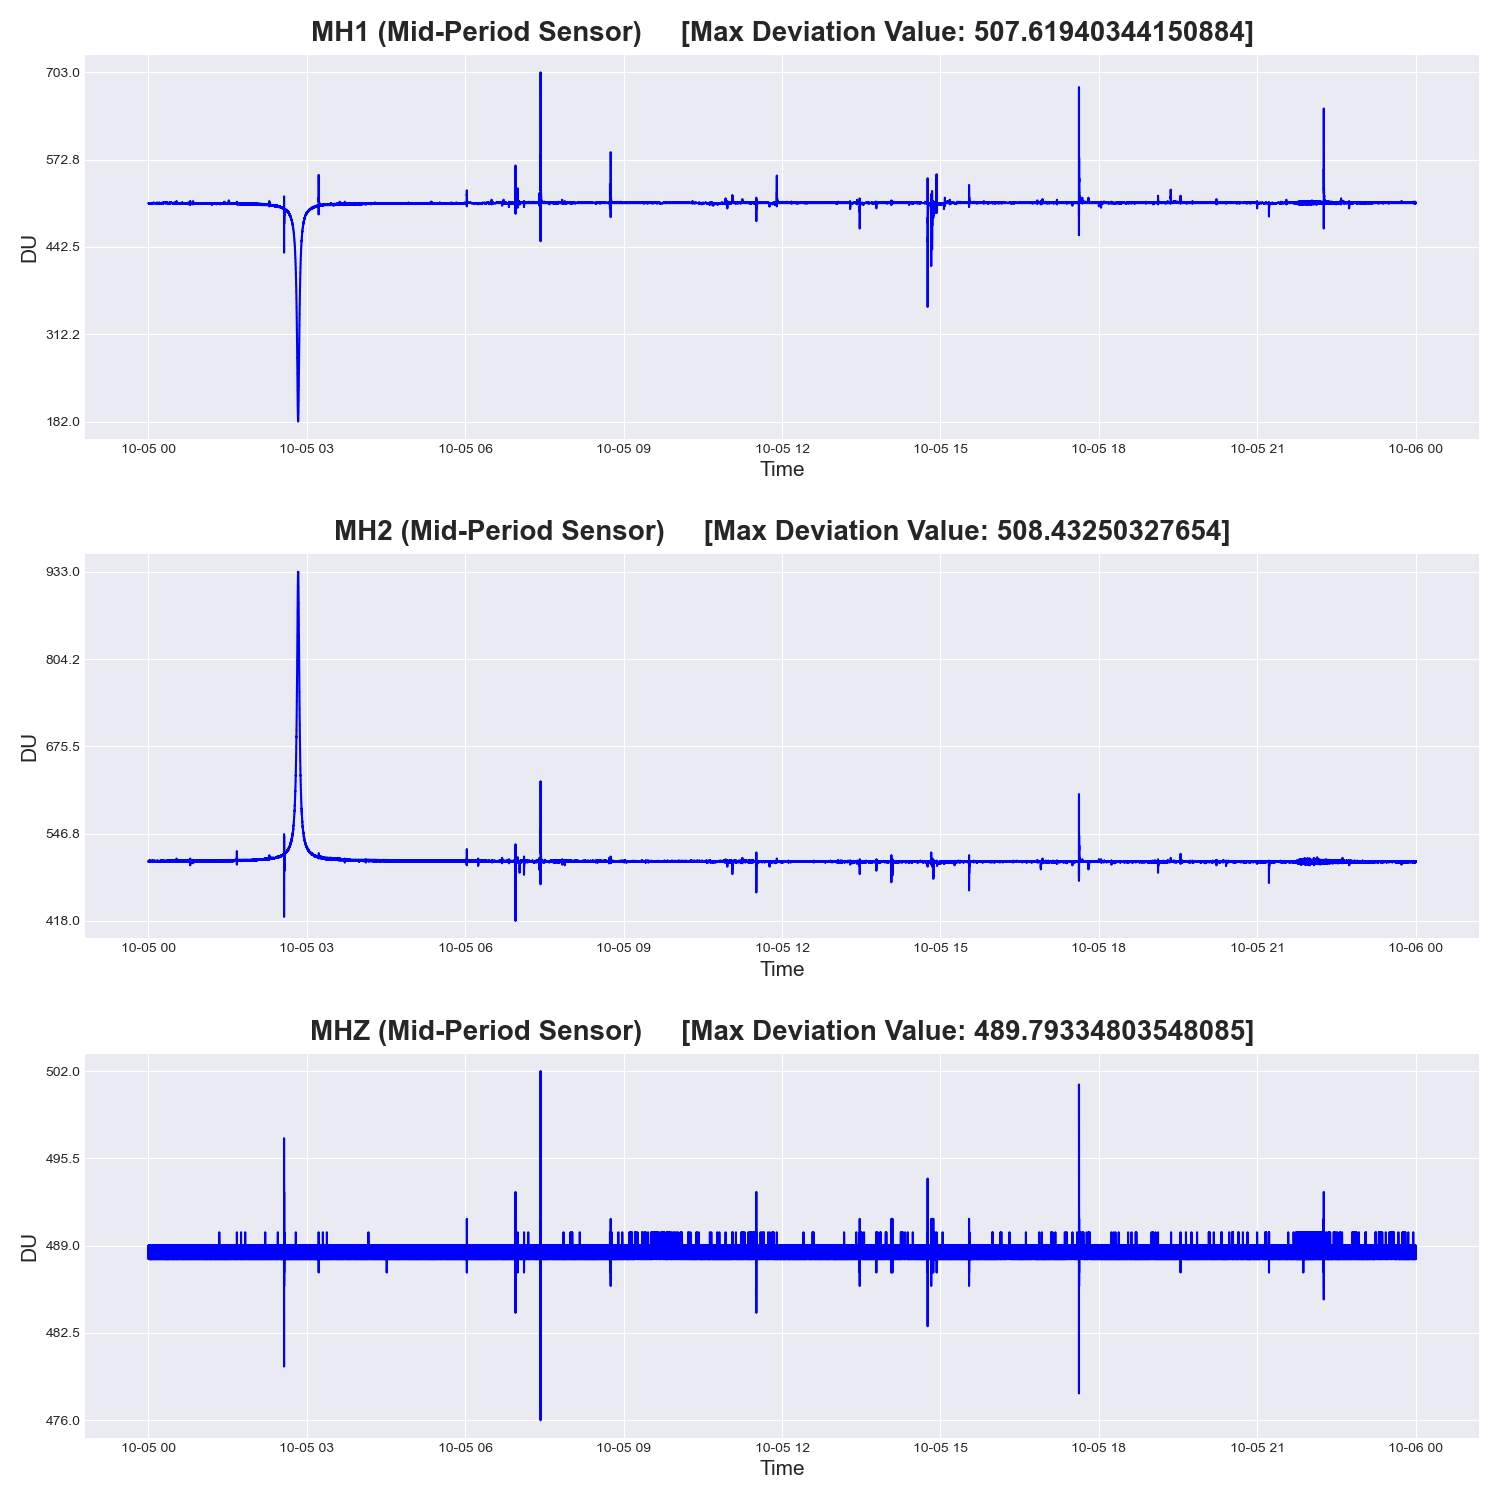 MH1 (Mid-Period Sensor)     [Max Deviation Value: 507.61940344150884]
703.0
572.8
442.5
312.2
182.0
DU
10-05 00 10-05 03 10-05 06 10-05 09 10-05 12 10-05 15 10-05 18 10-05 21 10-06 00
Time
MH2 (Mid-Period Sensor)     [Max Deviation Value: 508.43250327654]
933.0
804.2
675.5
546.8
418.0
DU
10-05 00 10-05 03 10-05 06 10-05 09 10-05 12 10-05 15 10-05 18 10-05 21 10-06 00
Time
MHZ (Mid-Period Sensor)     [Max Deviation Value: 489.79334803548085]
502.0
495.5
489.0
482.5
476.0
DU
10-05 00 10-05 03 10-05 06 10-05 09 10-05 12 10-05 15 10-05 18 10-05 21 10-06 00
Time